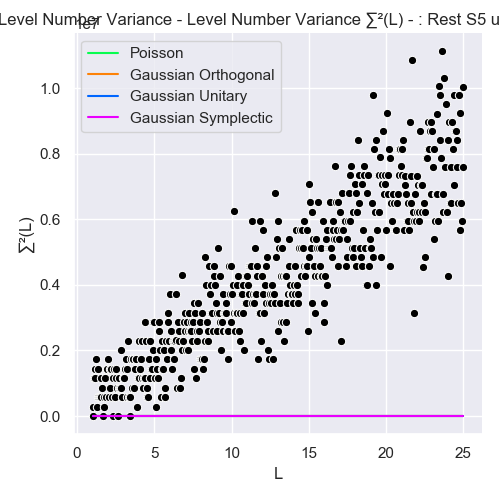 Level Number Variance - Level Number Variance ∑²(L) - : Rest S5 u
1e7
Poisson
Gaussian Orthogonal
Gaussian Unitary
Gaussian Symplectic
1.0
0.8
0.6
0.4
0.2
0.0
∑²(L)
0 5 10 15 20 25
L